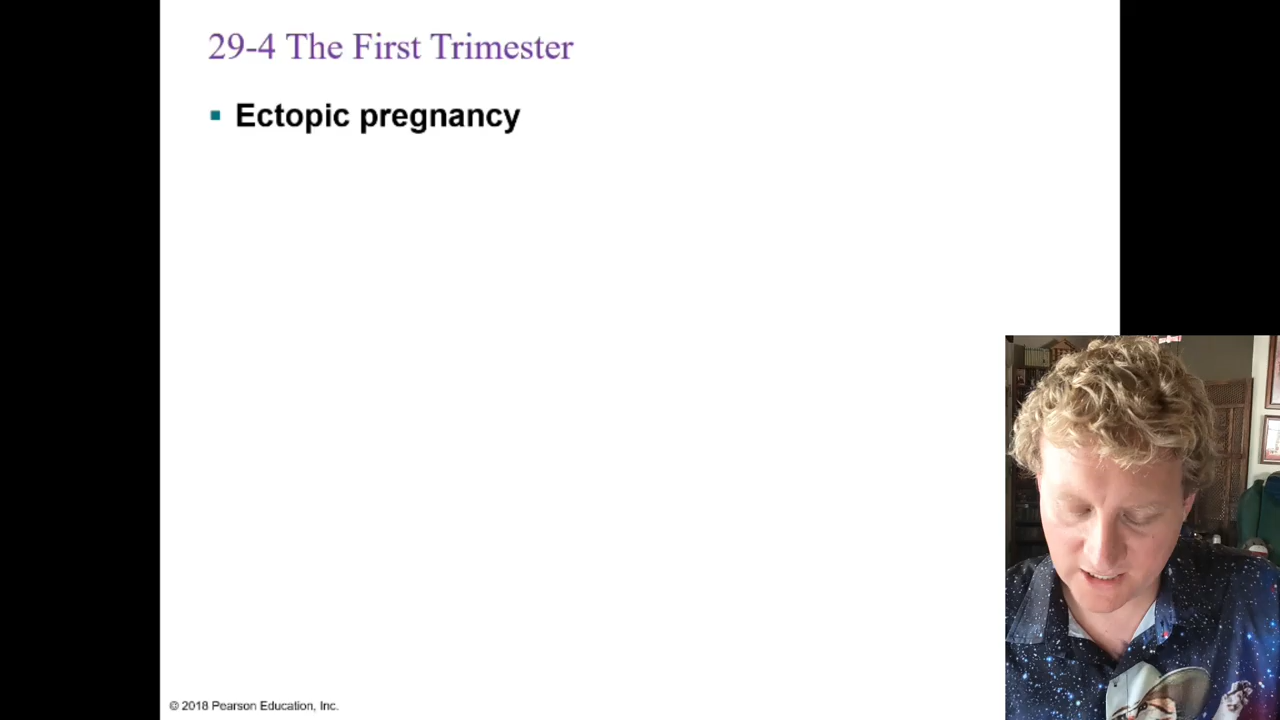 29-4 The First Trimester
▪ Ectopic pregnancy
© 2018 Pearson Education, Inc.